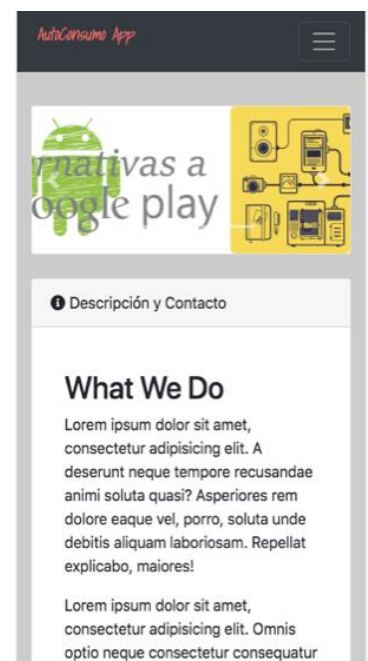 AutoConsumo App
rnativas a
oogle play
Descripción y Contacto
What We Do
Lorem ipsum dolor sit amet,
consectetur adipisicing elit. A
deserunt neque tempore recusandae
animi soluta quasi? Asperiores rem
dolore eaque vel, porro, soluta unde
debitis aliquam laboriosam. Repellat
explicabo, maiores!
Lorem ipsum dolor sit amet,
consectetur adipisicing elit. Omnis
optio neque consectetur consequatur